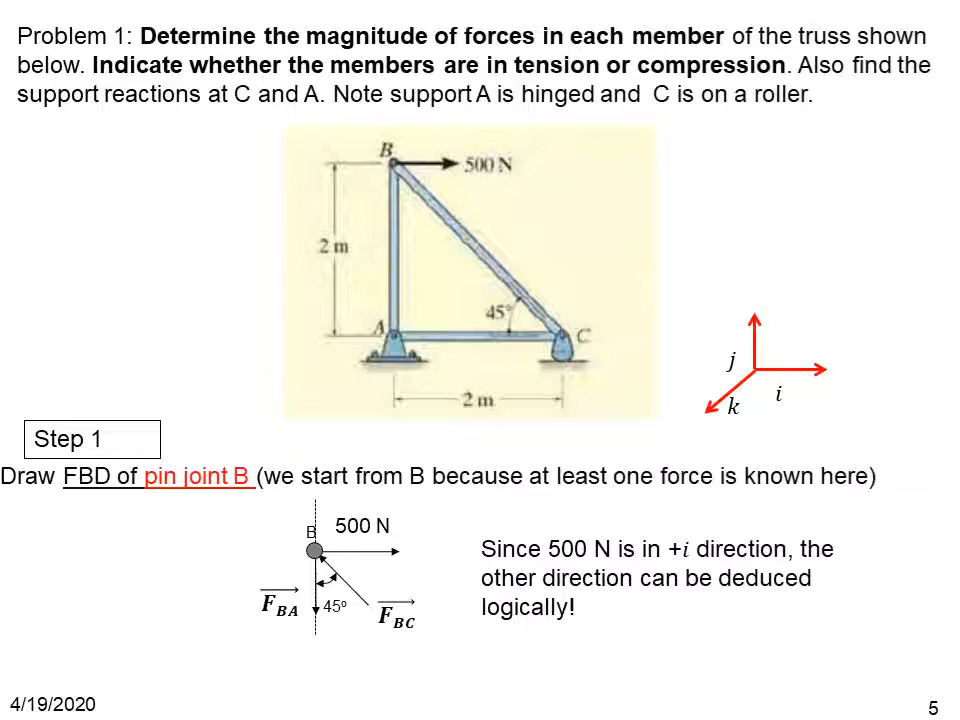 Problem 1: Determine the magnitude of forces in each member of the truss shown
below. Indicate whether the members are in tension or compression. Also find the
support reactions at C and A. Note support A is hinged and  C is on a roller.
B
500 N
2 m
45°
A
C
2 m
j
k
i
Step 1
Draw FBD of pin joint B (we start from B because at least one force is known here)
B
500 N
F_BA
45°
F_BC
Since 500 N is in +i direction, the
other direction can be deduced
logically!
4/19/2020
5